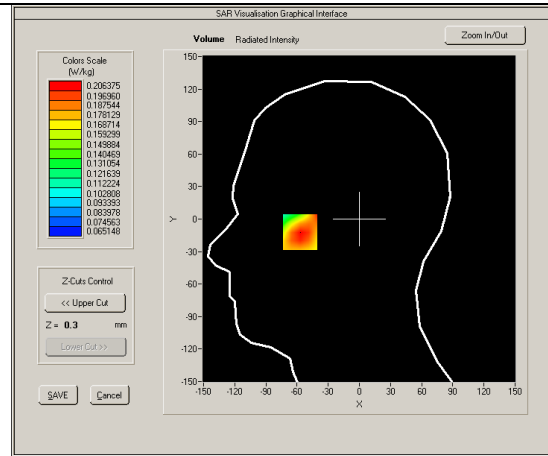 SAR Visualisation Graphical Interface
Volume Radiated Intensity
Zoom In/Out
Colors Scale
(W/kg)
0.206375
0.196960
0.187544
0.178129
0.168714
0.159299
0.149884
0.140469
0.131054
0.121639
0.112224
0.102808
0.093393
0.083978
0.074563
0.065148
Z-Cuts Control
<< Upper Cut
Z = 0.3 mm
Lower Cut >>
SAVE Cancel
150
120
90
60
30
0
-30
-60
-90
-120
-150
Y
-150 -120 -90 -60 -30 0 30 60 90 120 150
X